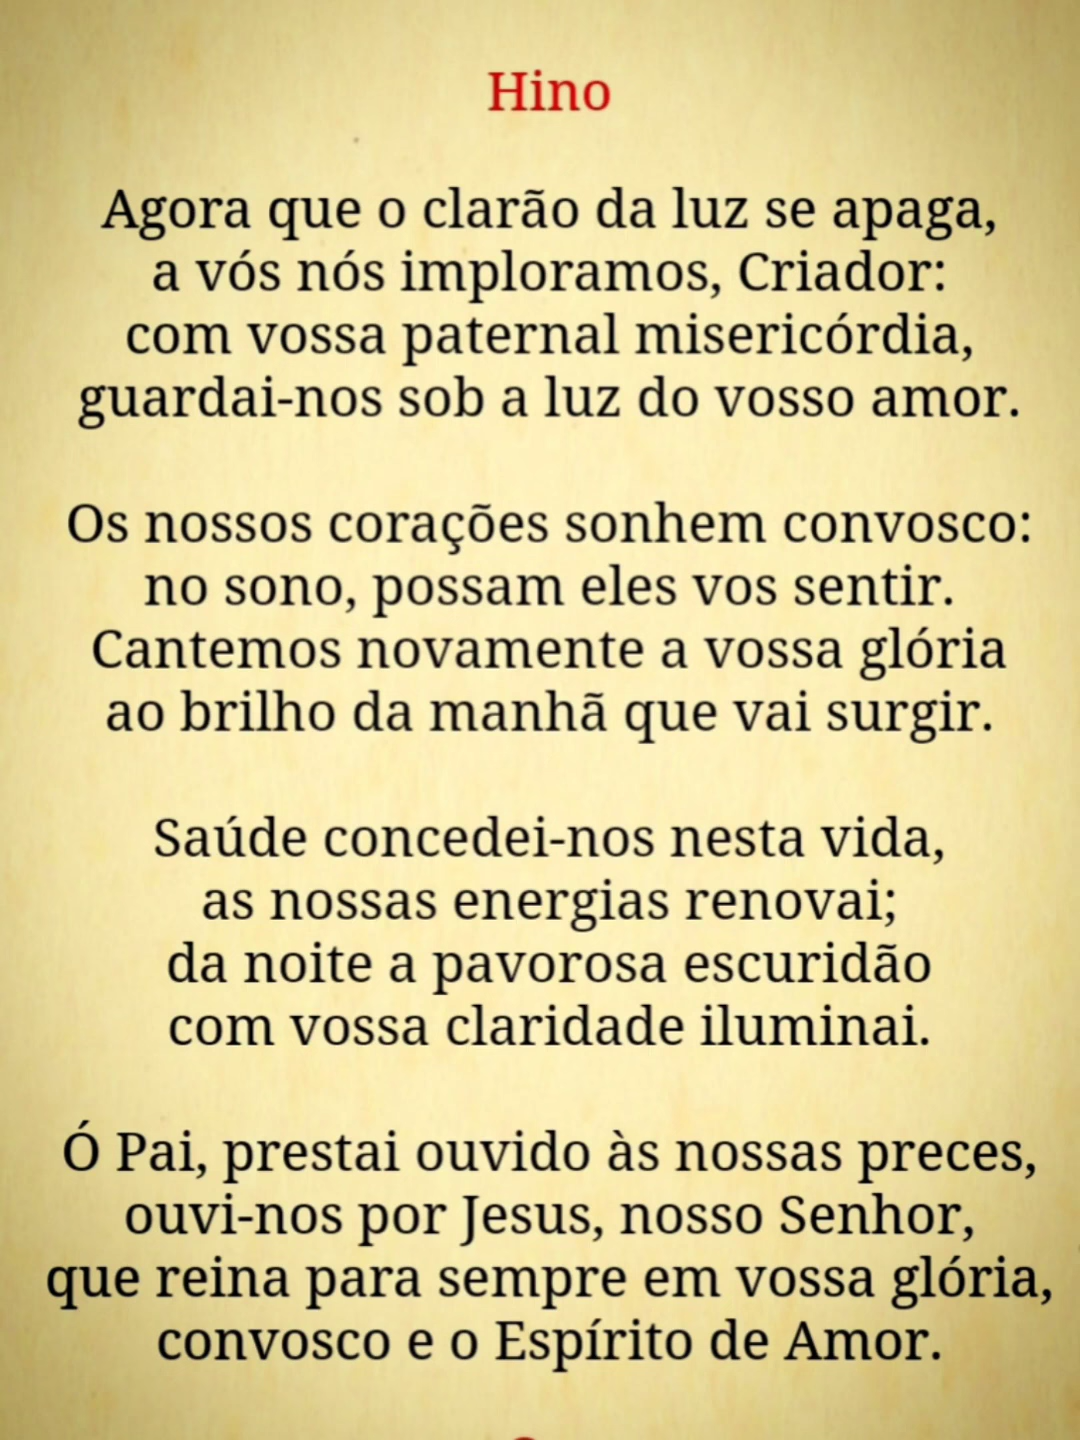 Hino
Agora que o clarão da luz se apaga,
a vós nós imploramos, Criador:
com vossa paternal misericórdia,
guardai-nos sob a luz do vosso amor.
Os nossos corações sonhem convosco:
no sono, possam eles vos sentir.
Cantemos novamente a vossa glória
ao brilho da manhã que vai surgir.
Saúde concedei-nos nesta vida,
as nossas energias renovai;
da noite a pavorosa escuridão
com vossa claridade iluminai.
Ó Pai, prestai ouvido às nossas preces,
ouvi-nos por Jesus, nosso Senhor,
que reina para sempre em vossa glória,
convosco e o Espírito de Amor.